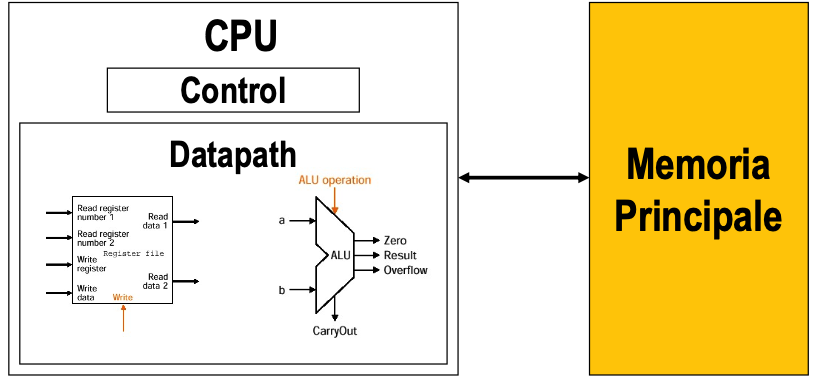 CPU
Control
Datapath
Read register
number 1
Read
data 1
Read register
number 2
Register file
Write
register
Read
data 2
Write
data
Write
ALU operation
a
ALU
b
Zero
Result
Overflow
CarryOut
Memoria
Principale